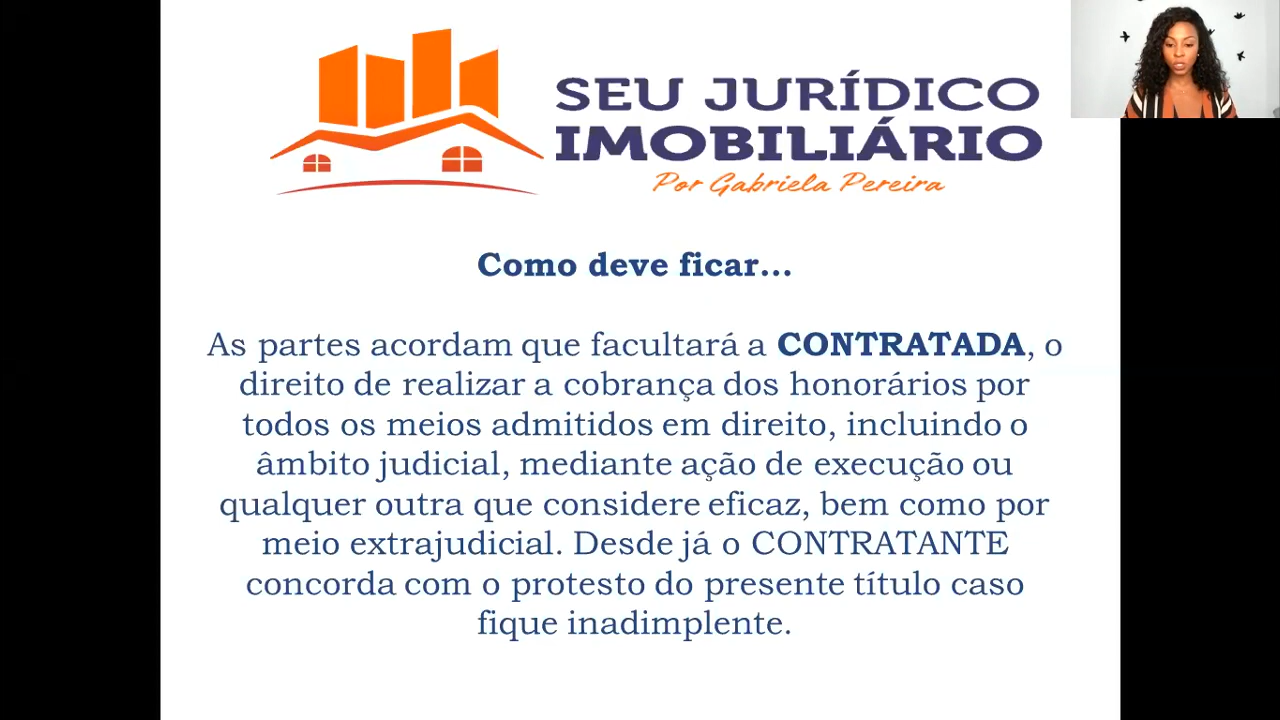 SEU JURÍDICO
IMOBILIÁRIO
Por Gabriela Pereira
Como deve ficar...
As partes acordam que facultará a CONTRATADA, o
direito de realizar a cobrança dos honorários por
todos os meios admitidos em direito, incluindo o
âmbito judicial, mediante ação de execução ou
qualquer outra que considere eficaz, bem como por
meio extrajudicial. Desde já o CONTRATANTE
concorda com o protesto do presente título caso
fique inadimplente.